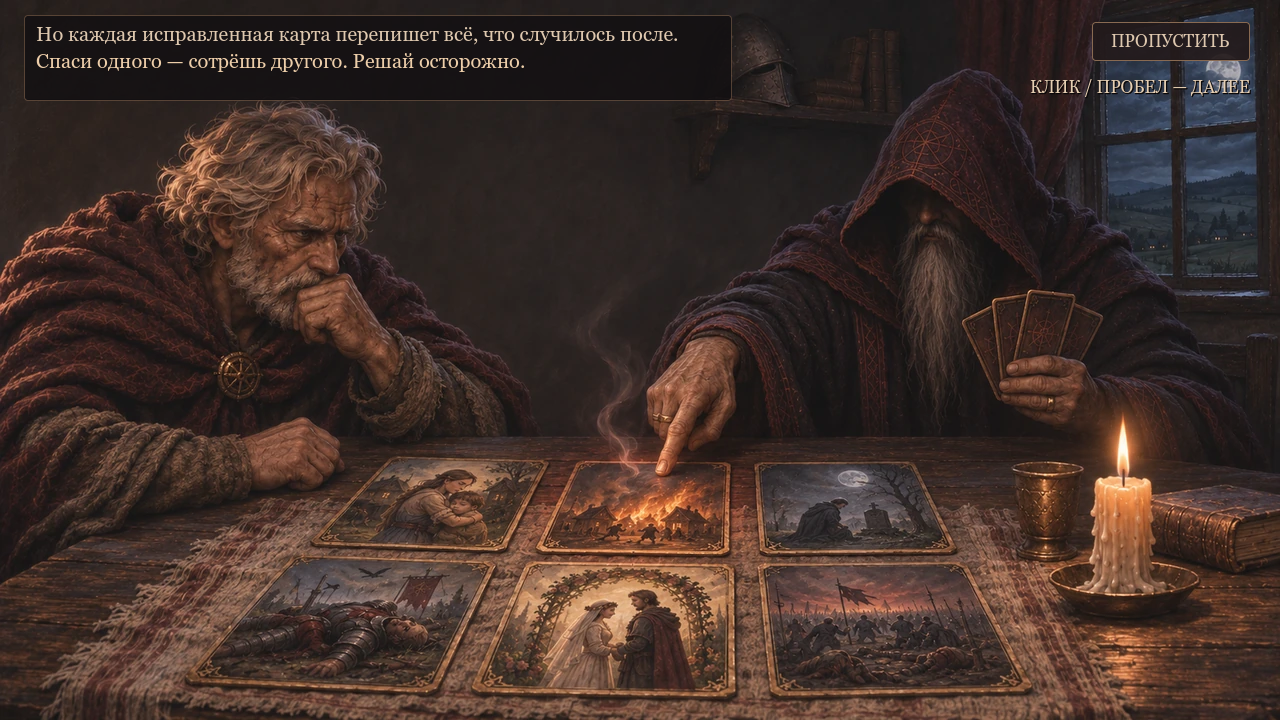 Но каждая исправленная карта перепишет всё, что случилось после.
Спаси одного — сотрёшь другого. Решай осторожно.
ПРОПУСТИТЬ
КЛИК / ПРОБЕЛ — ДАЛЕЕ